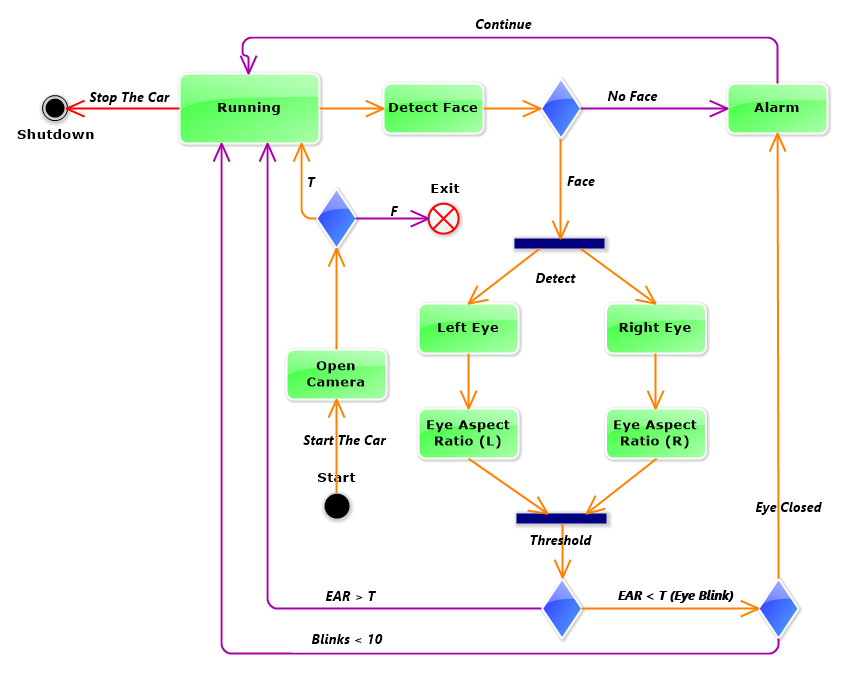 Continue
Stop The Car
Running
Detect Face
No Face
Alarm
Shutdown
T
Exit
Face
F
Detect
Left Eye
Right Eye
Open
Camera
Eye Aspect
Ratio (L)
Eye Aspect
Ratio (R)
Start The Car
Start
Eye Closed
Threshold
EAR > T
EAR < T (Eye Blink)
Blinks < 10